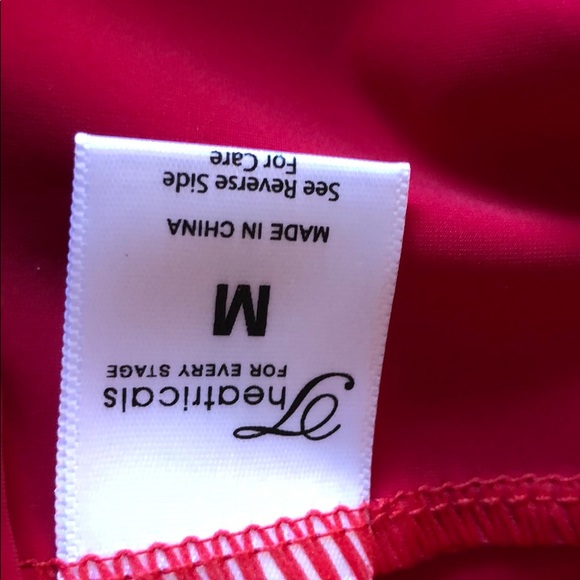 Theatricals
FOR EVERY STAGE
M
MADE IN CHINA
See Reverse Side
For Care